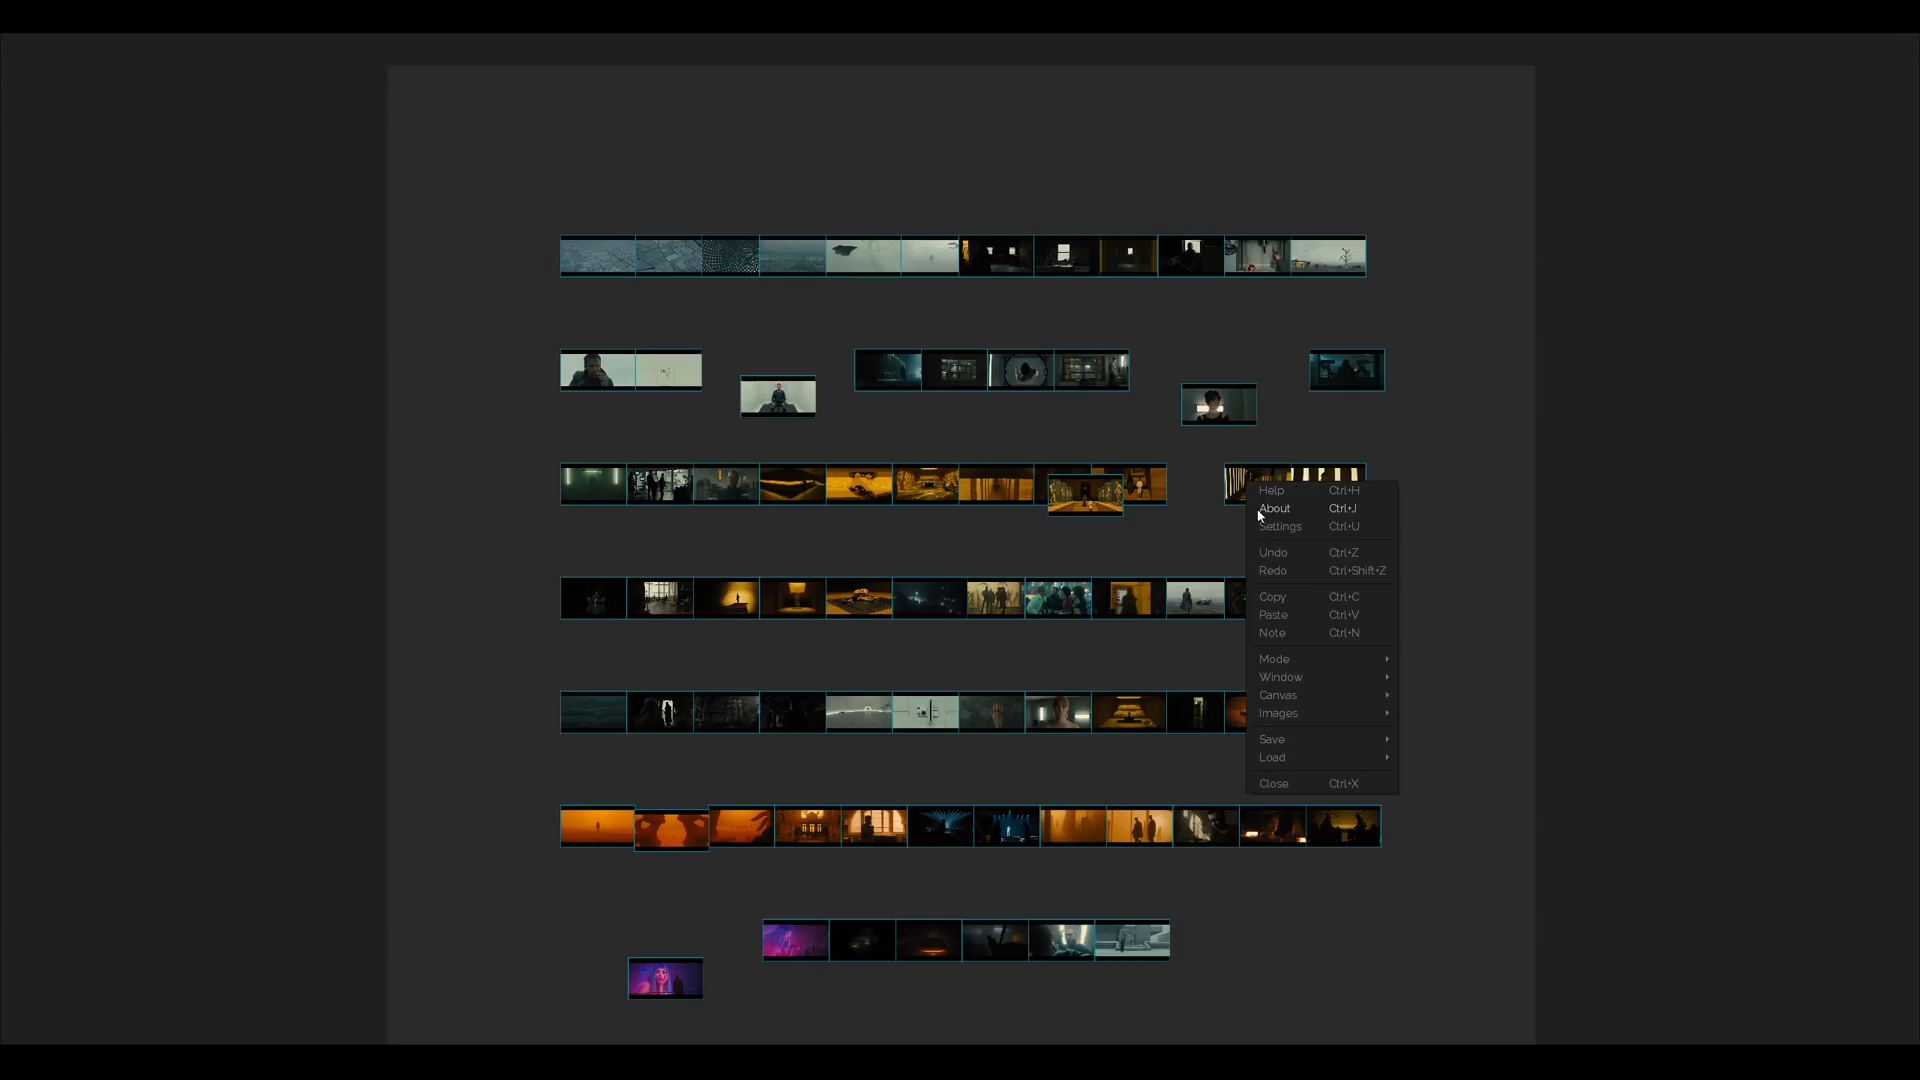 Help Ctrl+H
About Ctrl+J
Settings Ctrl+U
Undo Ctrl+Z
Redo Ctrl+Shift+Z
Copy Ctrl+C
Paste Ctrl+V
Note Ctrl+N
Mode
Window
Canvas
Images
Save
Load
Close Ctrl+X